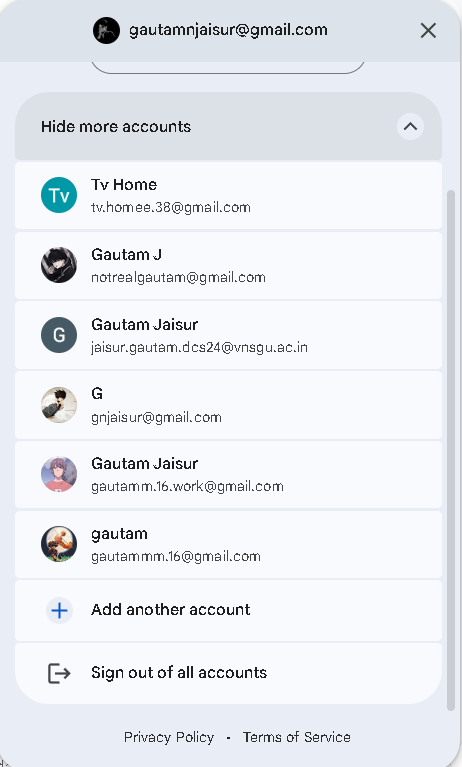 gautamnjaisur@gmail.com
Hide more accounts
Tv
Tv Home
tv.homee.38@gmail.com
Gautam J
notrealgautam@gmail.com
G
Gautam Jaisur
jaisur.gautam.dcs24@vnsgu.ac.in
G
gnjaisur@gmail.com
Gautam Jaisur
gautamm.16.work@gmail.com
gautam
gautammm.16@gmail.com
Add another account
Sign out of all accounts
Privacy Policy • Terms of Service